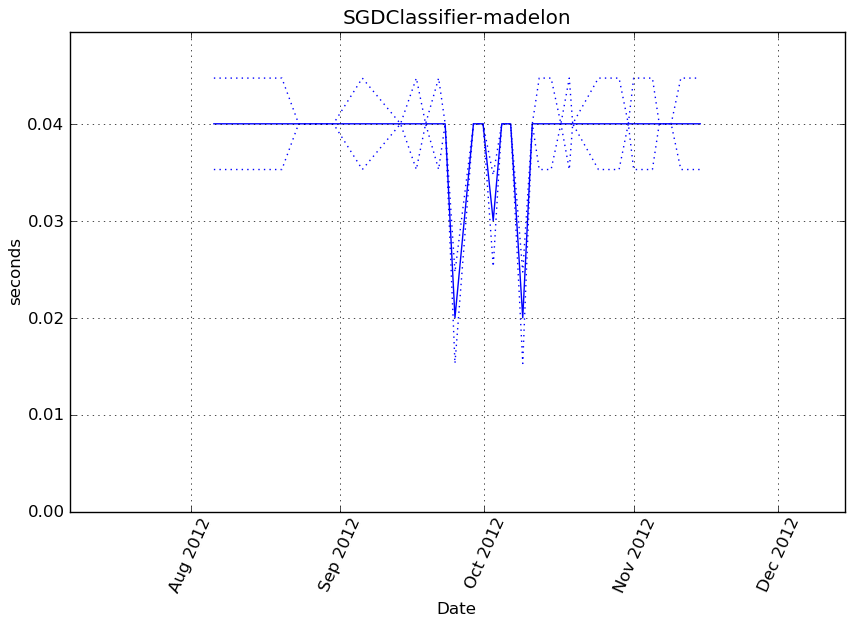 SGDClassifier-madelon
seconds
0.04
0.03
0.02
0.01
0.00
Aug 2012
Sep 2012
Oct 2012
Nov 2012
Dec 2012
Date